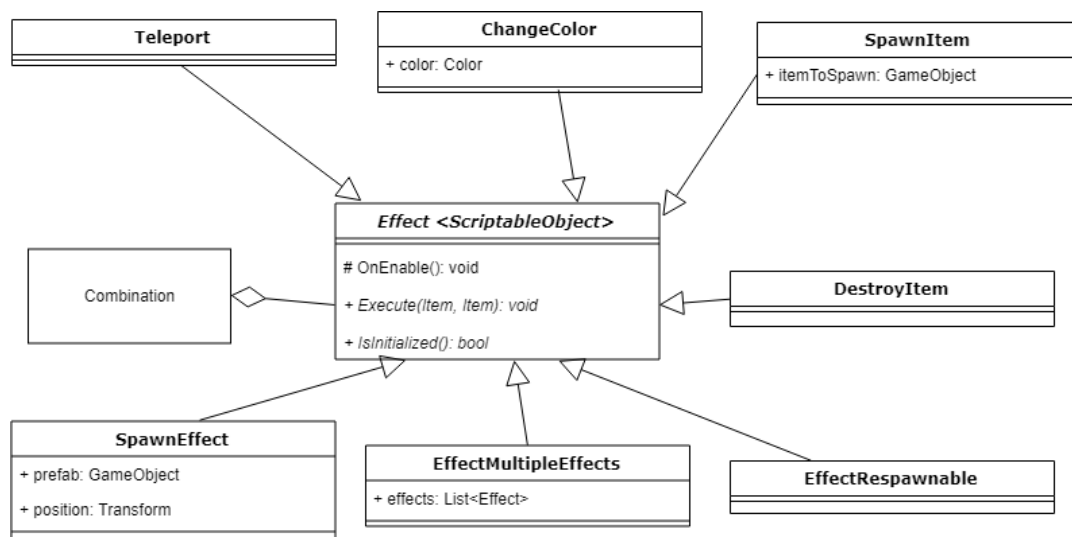 Teleport
ChangeColor
+ color: Color
SpawnItem
+ itemToSpawn: GameObject
Effect <ScriptableObject>
# OnEnable(): void
+ Execute(Item, Item): void
+ IsInitialized(): bool
Combination
DestroyItem
SpawnEffect
+ prefab: GameObject
+ position: Transform
EffectMultipleEffects
+ effects: List<Effect>
EffectRespawnable